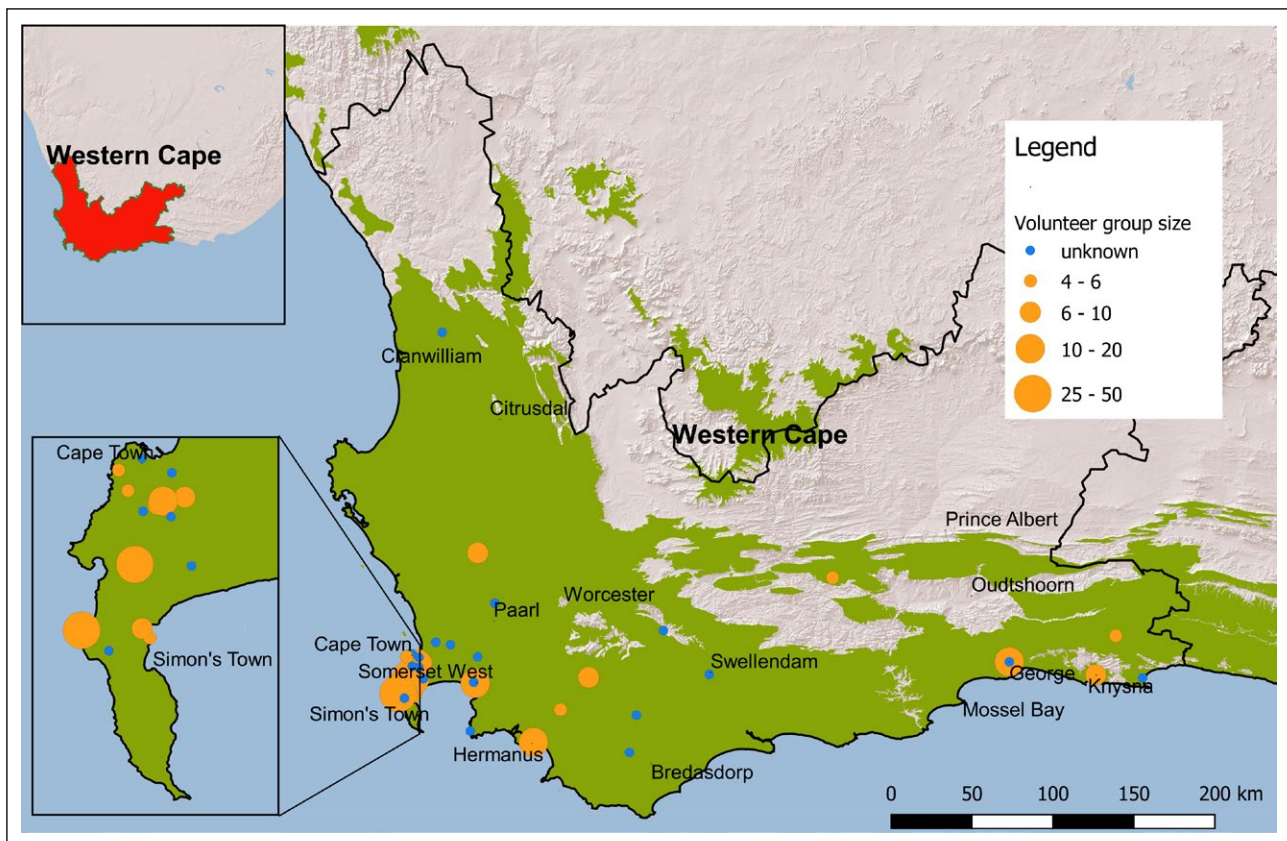 Western Cape
Legend
Volunteer group size
unknown
4 - 6
6 - 10
10 - 20
25 - 50
Clanwilliam
Citrusdal
Western Cape
Cape Town
Simon's Town
Prince Albert
Oudtshoorn
Worcester
Paarl
Cape Town
Somerset West
Swellendam
George
Knysna
Simon's Town
Mossel Bay
Hermanus
Bredasdorp
0 50 100 150 200 km